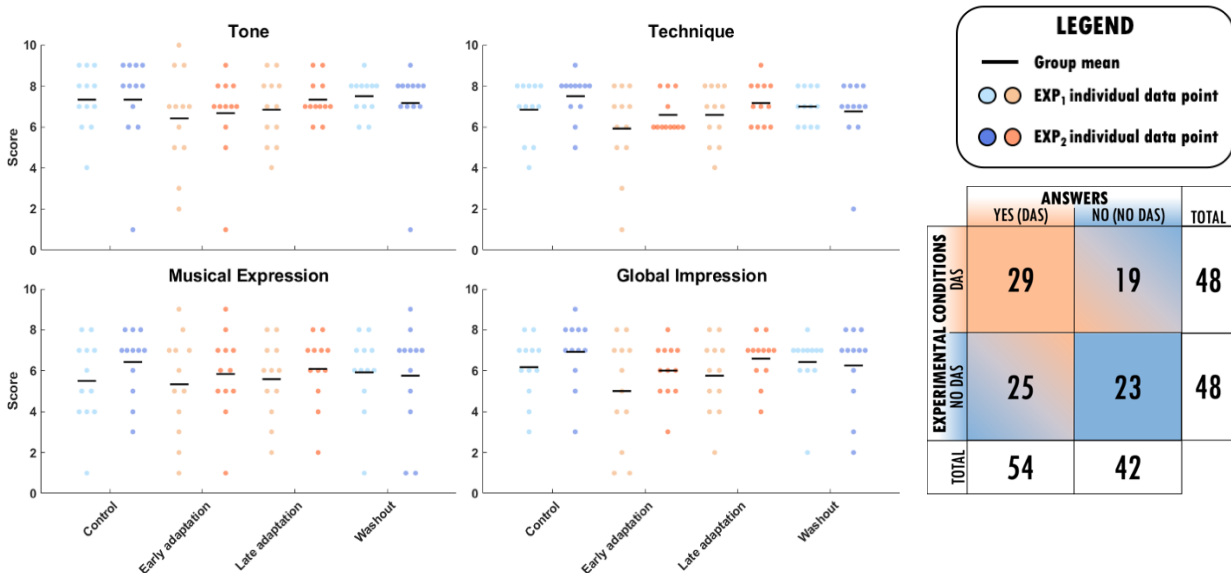 Tone
Technique
10
8
6
4
2
0
Score
10
8
6
4
2
0
Musical Expression
Global Impression
10
8
6
4
2
0
Score
Control
Early adaptation
Late adaptation
Washout
10
8
6
4
2
0
Control
Early adaptation
Late adaptation
Washout
LEGEND
Group mean
EXP₁ individual data point
EXP₂ individual data point
ANSWERS
YES (DAS) NO (NO DAS) TOTAL
EXPERIMENTAL CONDITIONS
DAS 29 19 48
NO DAS 25 23 48
TOTAL 54 42